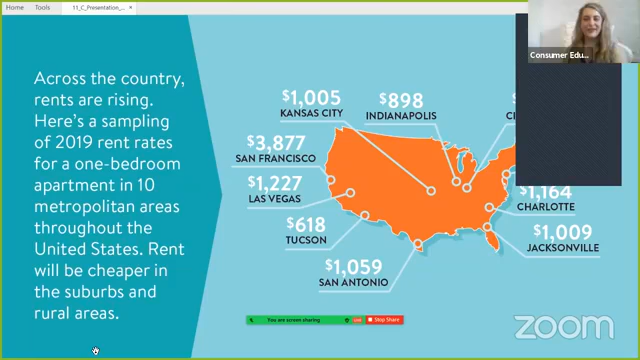 Home Tools 11_C_Presentation_...
Consumer Edu...
Across the country,
rents are rising.
Here's a sampling
of 2019 rent rates
for a one-bedroom
apartment in 10
metropolitan areas
throughout the
United States. Rent
will be cheaper in
the suburbs and
rural areas.
$1,005
KANSAS CITY
$898
INDIANAPOLIS
$
$3,877
SAN FRANCISCO
$1,227
LAS VEGAS
$618
TUCSON
$1,059
SAN ANTONIO
$1,164
CHARLOTTE
$1,009
JACKSONVILLE
You are screen sharing Stop Share
zoom